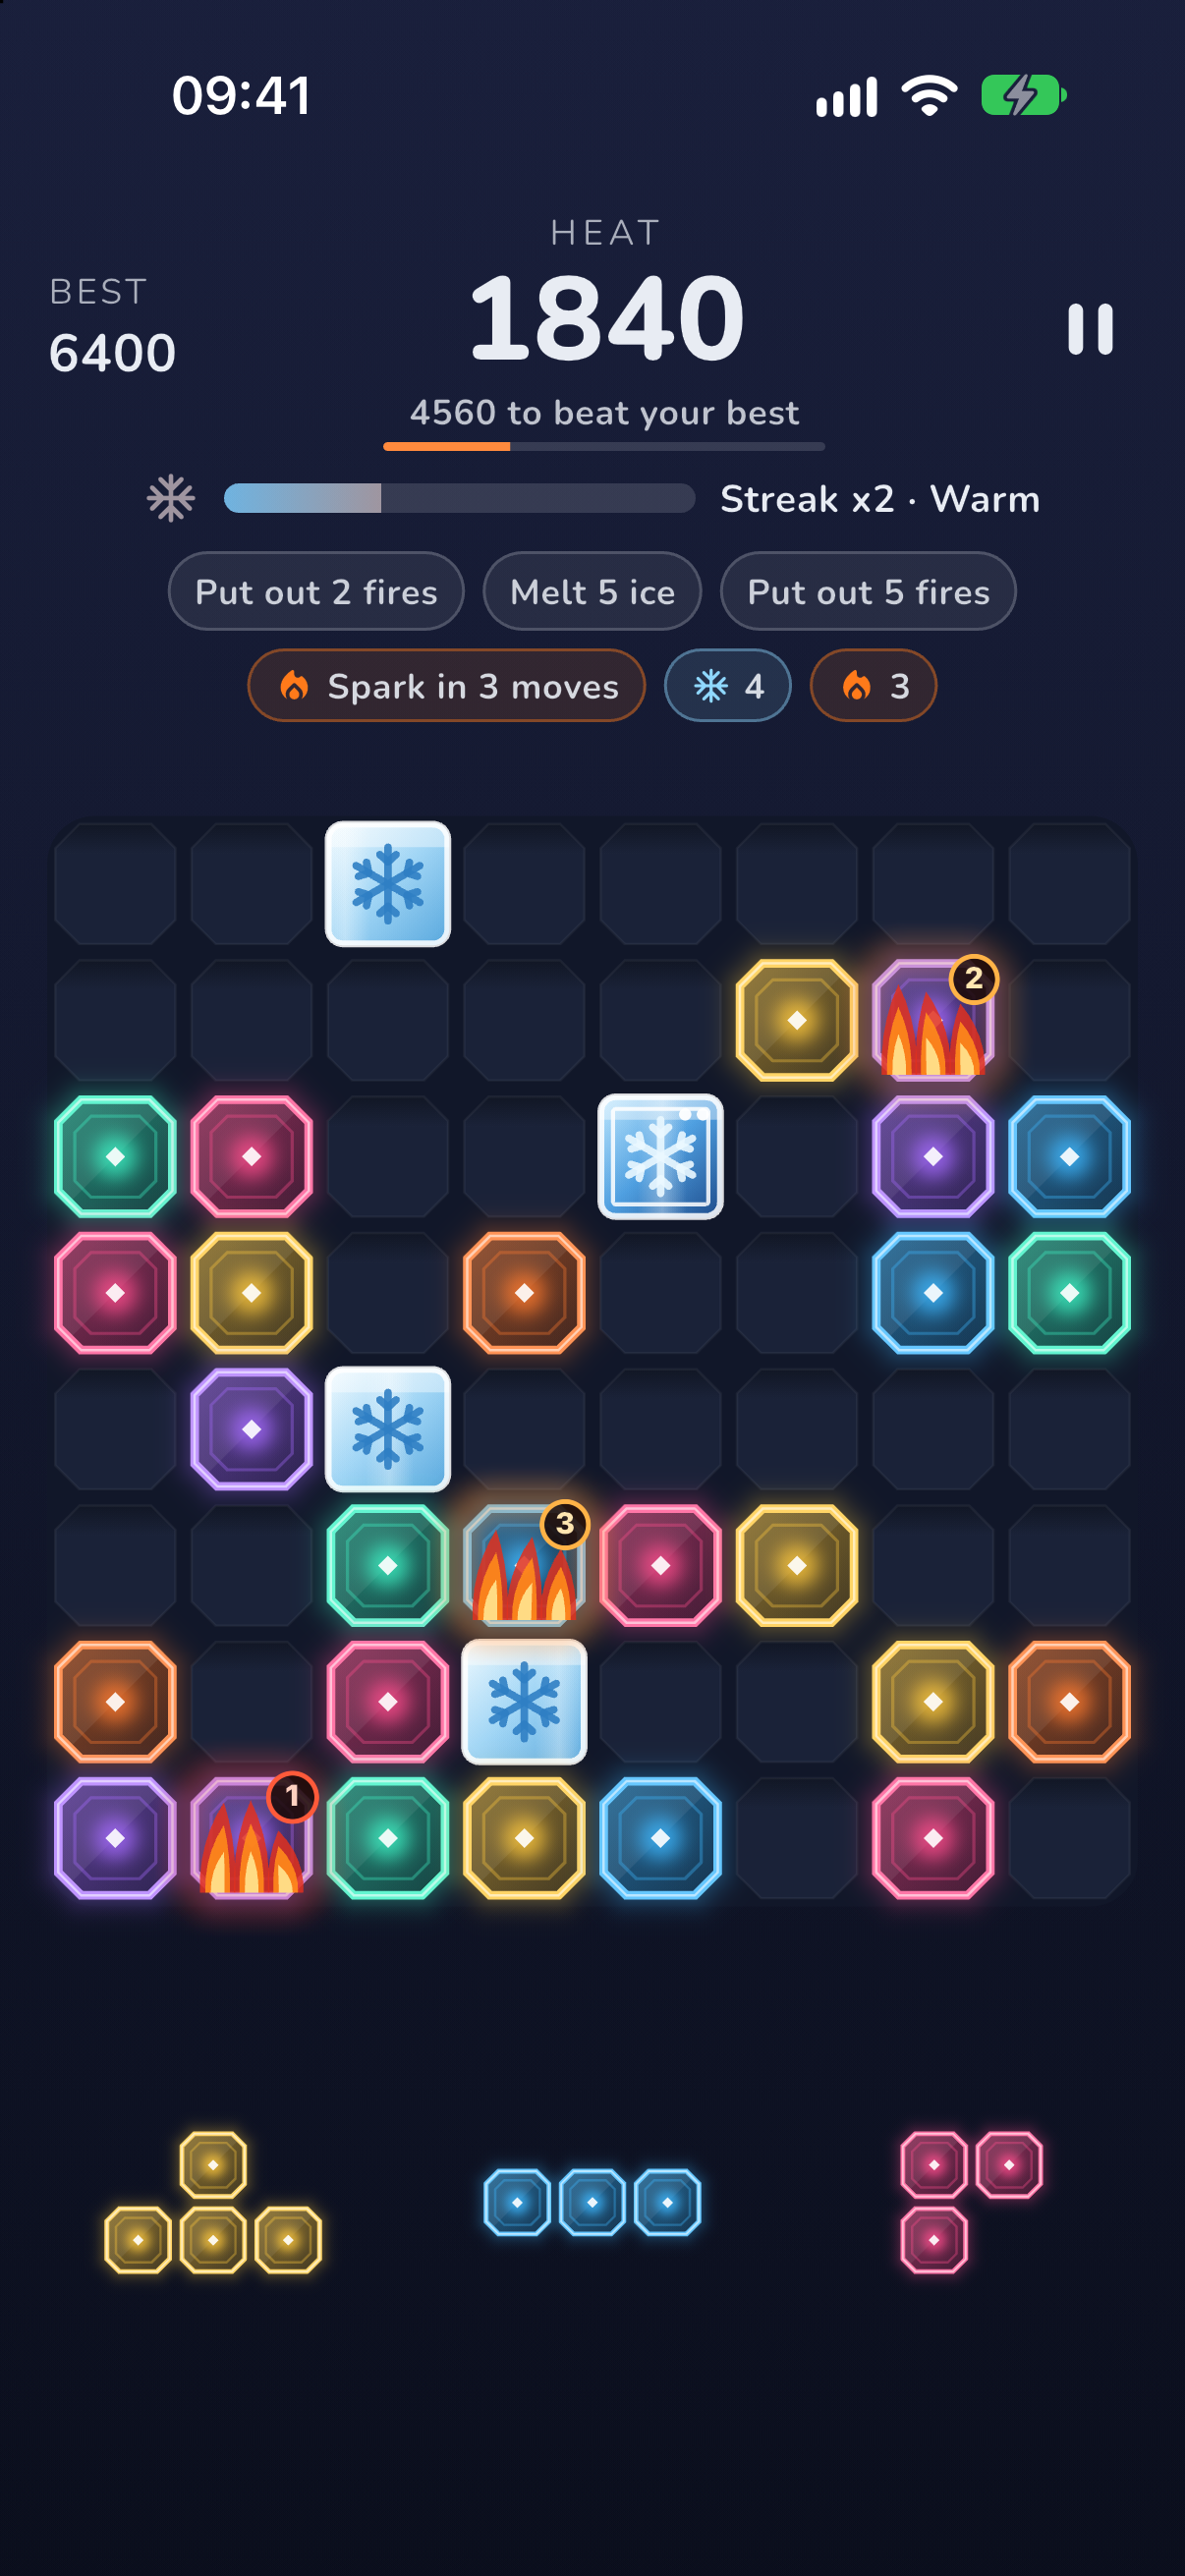 09:41
HEAT
BEST
1840
6400
4560 to beat your best
Streak x2 · Warm
Put out 2 fires
Melt 5 ice
Put out 5 fires
Spark in 3 moves
4
3
2
3
1